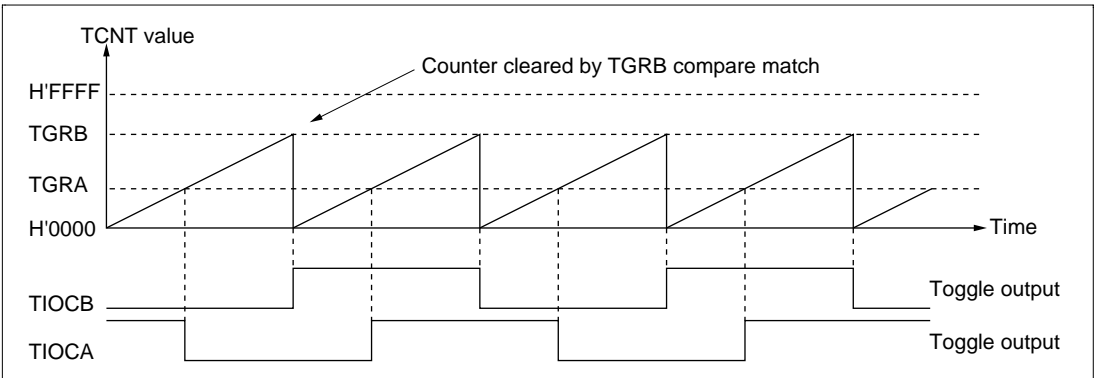 TCNT value
Counter cleared by TGRB compare match
H'FFFF
TGRB
TGRA
H'0000
Time
TIOCB
Toggle output
TIOCA
Toggle output